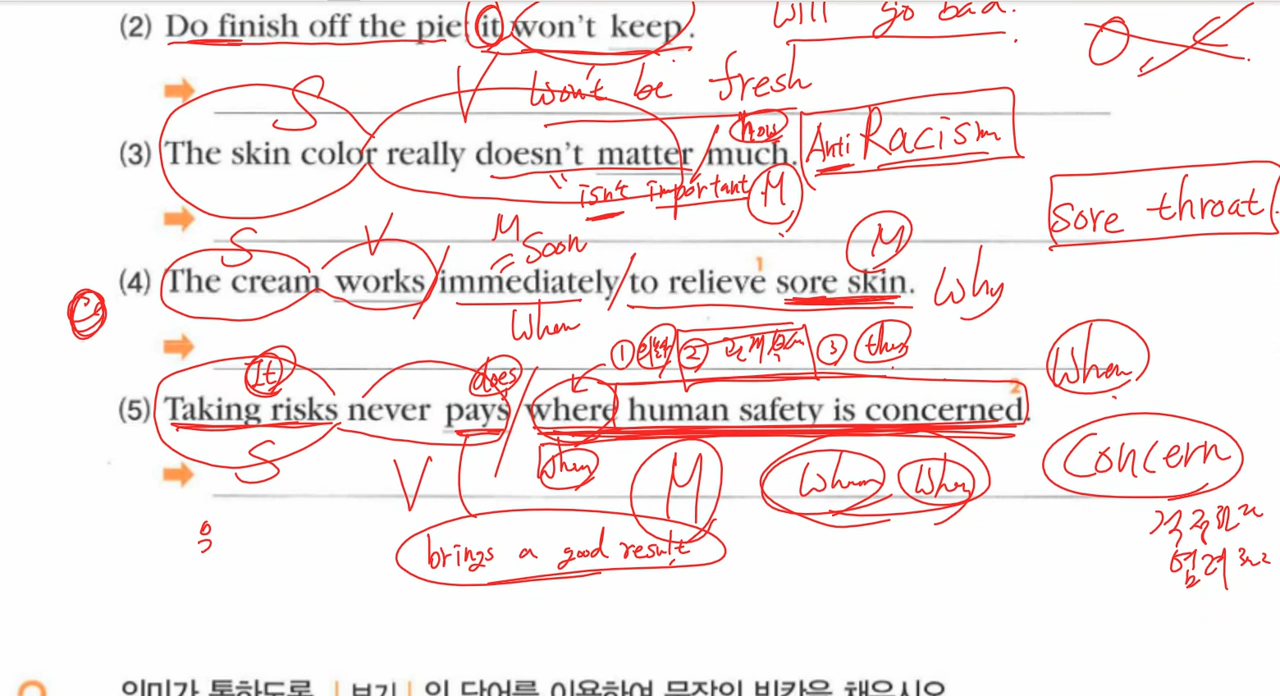 (2) Do finish off the pie; it won't keep. will go bad.
won't be fresh
S V how Anti Racism
(3) The skin color really doesn't matter much.
isn't important M
sore throat
S V M = soon M
(4) The cream works immediately to relieve sore skin. Why
1
When
① ② ③
It does When
2
(5) Taking risks never pays where human safety is concerned.
S V when M When When Concern
brings a good result
의미가 통하도록 | 보기 | 의 단어를 이용하여 문장의 빈칸을 채우시오